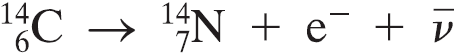 ¹⁴₆C → ¹⁴₇N + e⁻ + ν̅